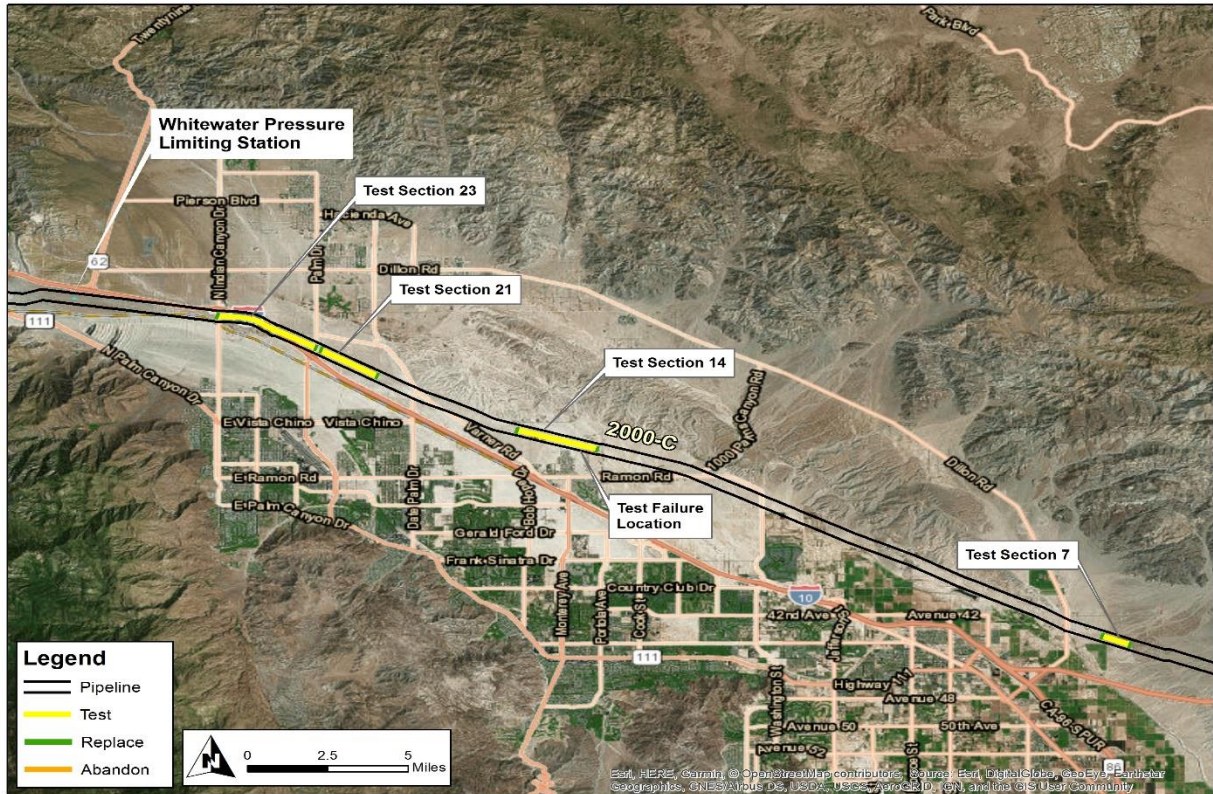 Twentynine
Park Blvd
Whitewater Pressure
Limiting Station
Test Section 23
Pierson Blvd
N Indian Canyon Dr
Palm Dr
Hacienda Ave
62
Dillon Rd
Test Section 21
111
N Palm Canyon Dr
Test Section 14
E Vista Chino
Vista Chino
Varner Rd
2000-C
1000 Palms Canyon Rd
Dillon Rd
E Ramon Rd
Ramon Rd
Date Palm Dr
Bob Hope Dr
E Palm Canyon Dr
Test Failure
Location
Gerald Ford Dr
Frank Sinatra Dr
Test Section 7
Monterey Ave
Portola Ave
Cook St
Country Club Dr
10
42nd Ave
Avenue 42
Jefferson St
111
Highway 111
Washington St
Avenue 48
CA-86-SPUR
Avenue 50
50th Ave
Avenue 52
86
Legend
Pipeline
Test
Replace
Abandon
N
0 2.5 5
Miles
Esri, HERE, Garmin, © OpenStreetMap contributors, Source: Esri, DigitalGlobe, GeoEye, Earthstar
Geographics, CNES/Airbus DS, USDA, USGS, AeroGRID, IGN, and the GIS User Community